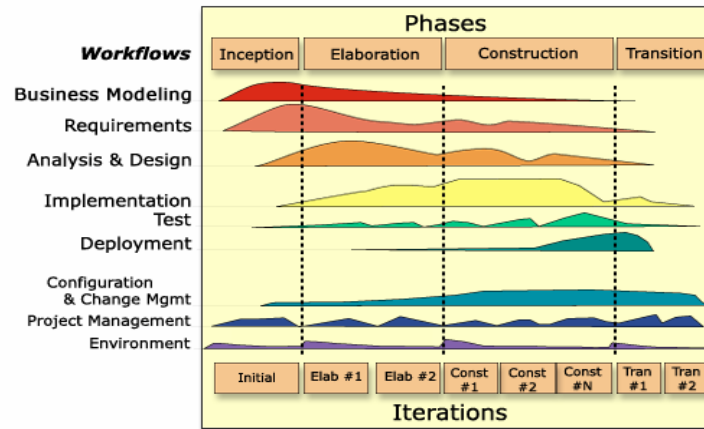 Phases
Workflows
Inception
Elaboration
Construction
Transition
Business Modeling
Requirements
Analysis & Design
Implementation
Test
Deployment
Configuration
& Change Mgmt
Project Management
Environment
Initial
Elab #1
Elab #2
Const
#1
Const
#2
Const
#N
Tran
#1
Tran
#2
Iterations